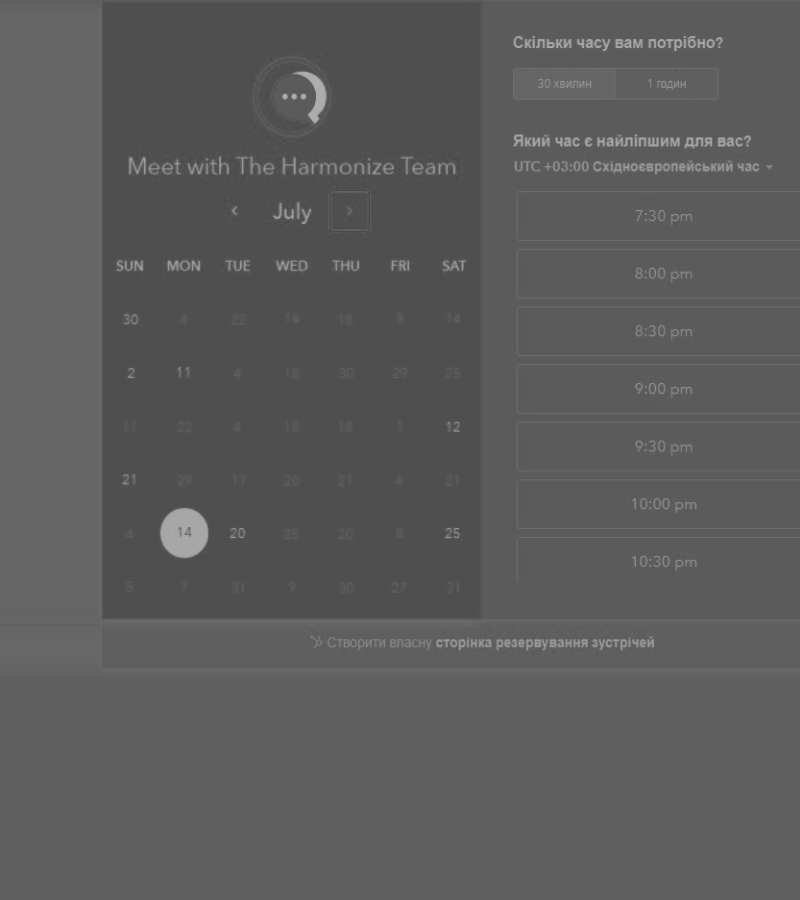 Meet with The Harmonize Team
July
SUN MON TUE WED THU FRI SAT
30 4 22 14 18 9 14
2 11 4 18 30 29 25
11 22 4 18 18 1 12
21 29 17 20 21 4 21
4 14 20 25 20 8 25
5 7 31 9 30 27 31
Скільки часу вам потрібно?
30 хвилин 1 годин
Який час є найліпшим для вас?
UTC +03:00 Східноєвропейський час
7:30 pm
8:00 pm
8:30 pm
9:00 pm
9:30 pm
10:00 pm
10:30 pm
Створити власну сторінка резервування зустрічей